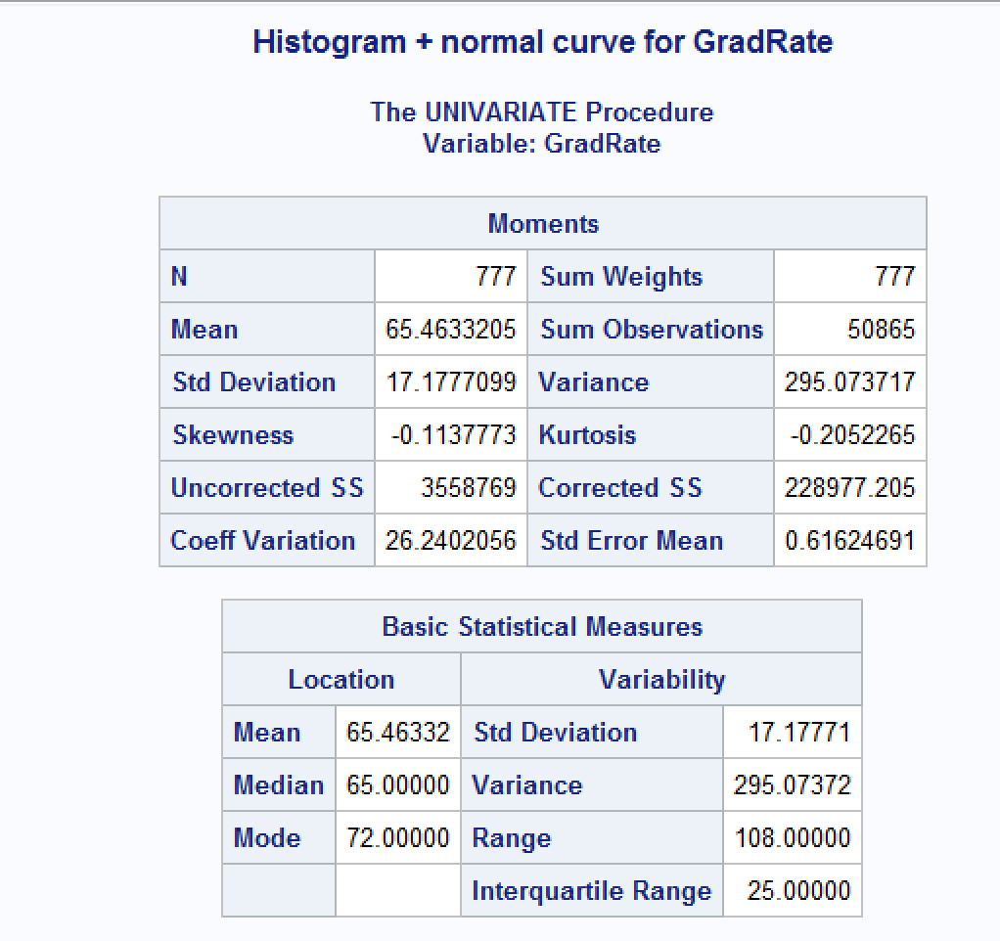 Histogram + normal curve for GradRate
The UNIVARIATE Procedure
Variable: GradRate
Moments
N 777 Sum Weights 777
Mean 65.4633205 Sum Observations 50865
Std Deviation 17.1777099 Variance 295.073717
Skewness -0.1137773 Kurtosis -0.2052265
Uncorrected SS 3558769 Corrected SS 228977.205
Coeff Variation 26.2402056 Std Error Mean 0.61624691
Basic Statistical Measures
Location Variability
Mean 65.46332 Std Deviation 17.17771
Median 65.00000 Variance 295.07372
Mode 72.00000 Range 108.00000
Interquartile Range 25.00000